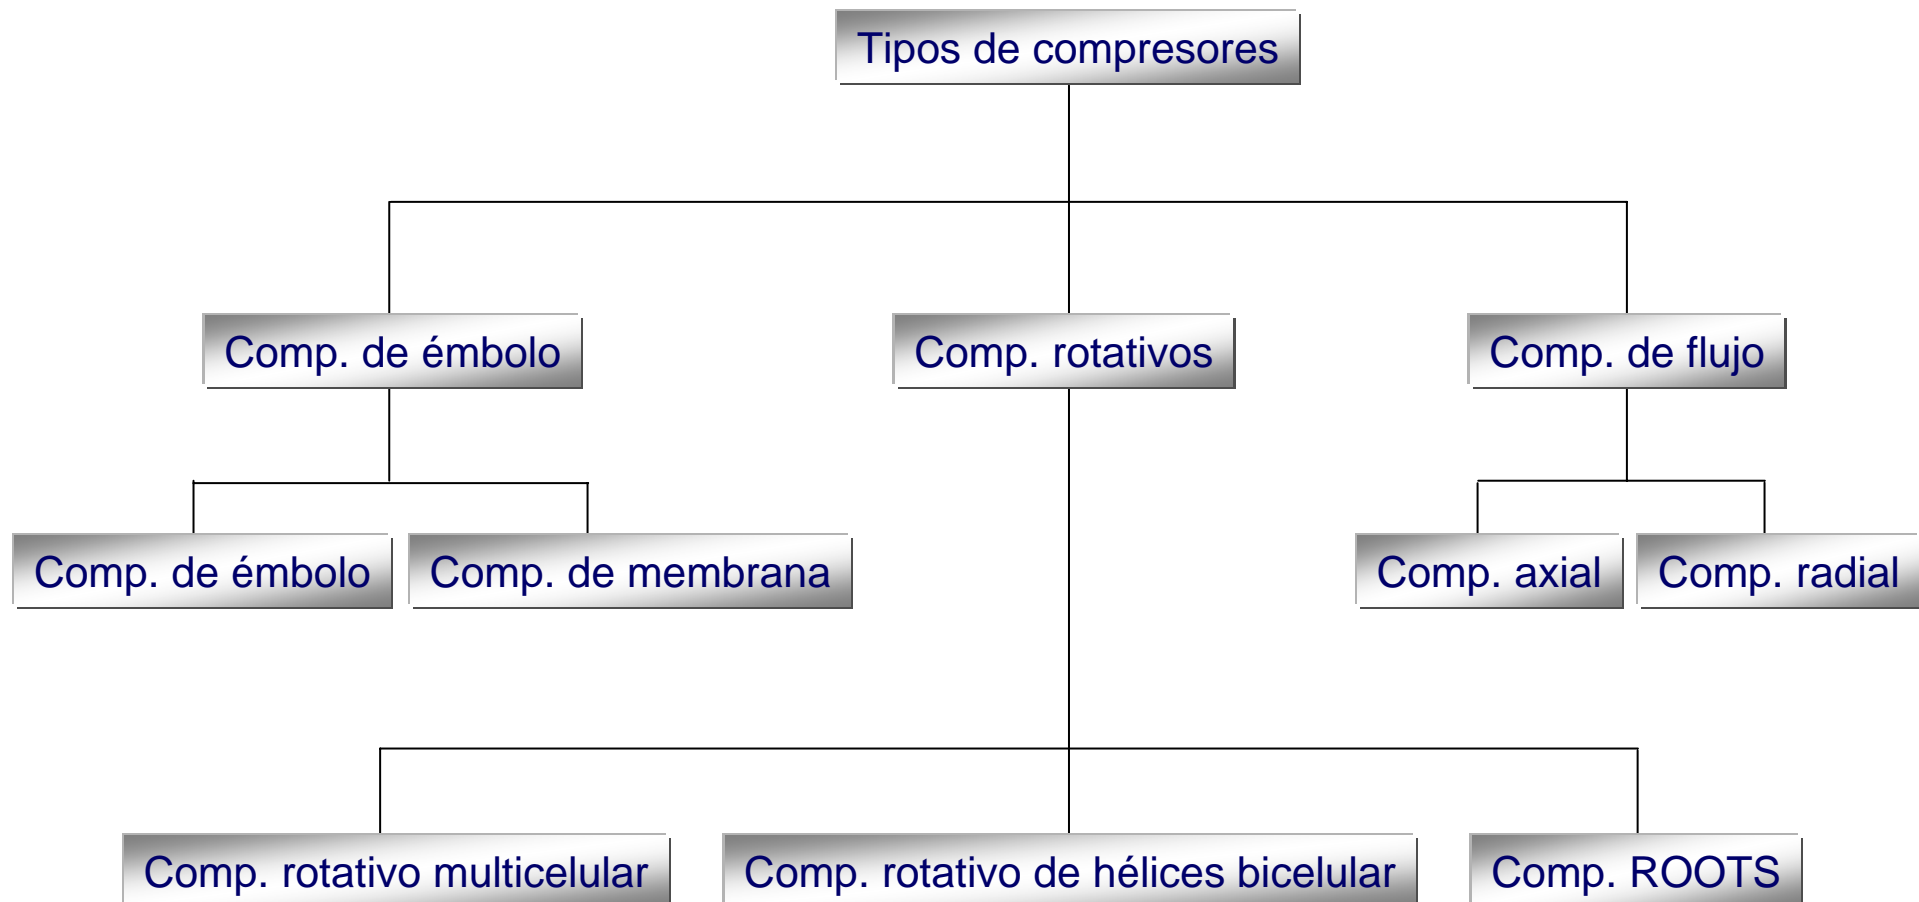 Tipos de compresores
Comp. de émbolo
Comp. rotativos
Comp. de flujo
Comp. de émbolo
Comp. de membrana
Comp. axial
Comp. radial
Comp. rotativo multicelular
Comp. rotativo de hélices bicelular
Comp. ROOTS